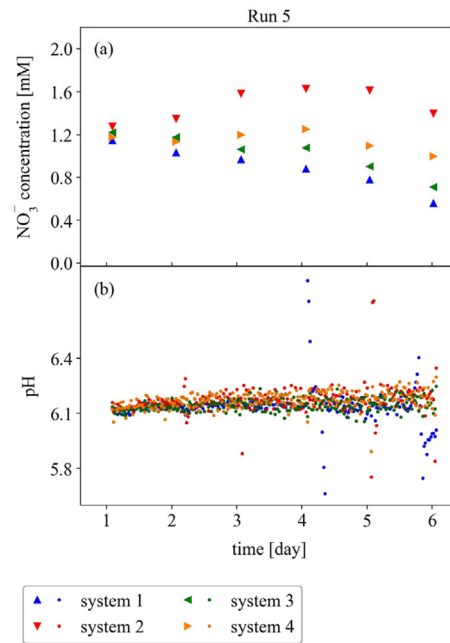 Run 5
(a)
NO₃⁻ concentration [mM]
2.0
1.6
1.2
0.8
0.4
0.0
(b)
pH
6.4
6.1
5.8
1 2 3 4 5 6
time [day]
system 1 system 3
system 2 system 4